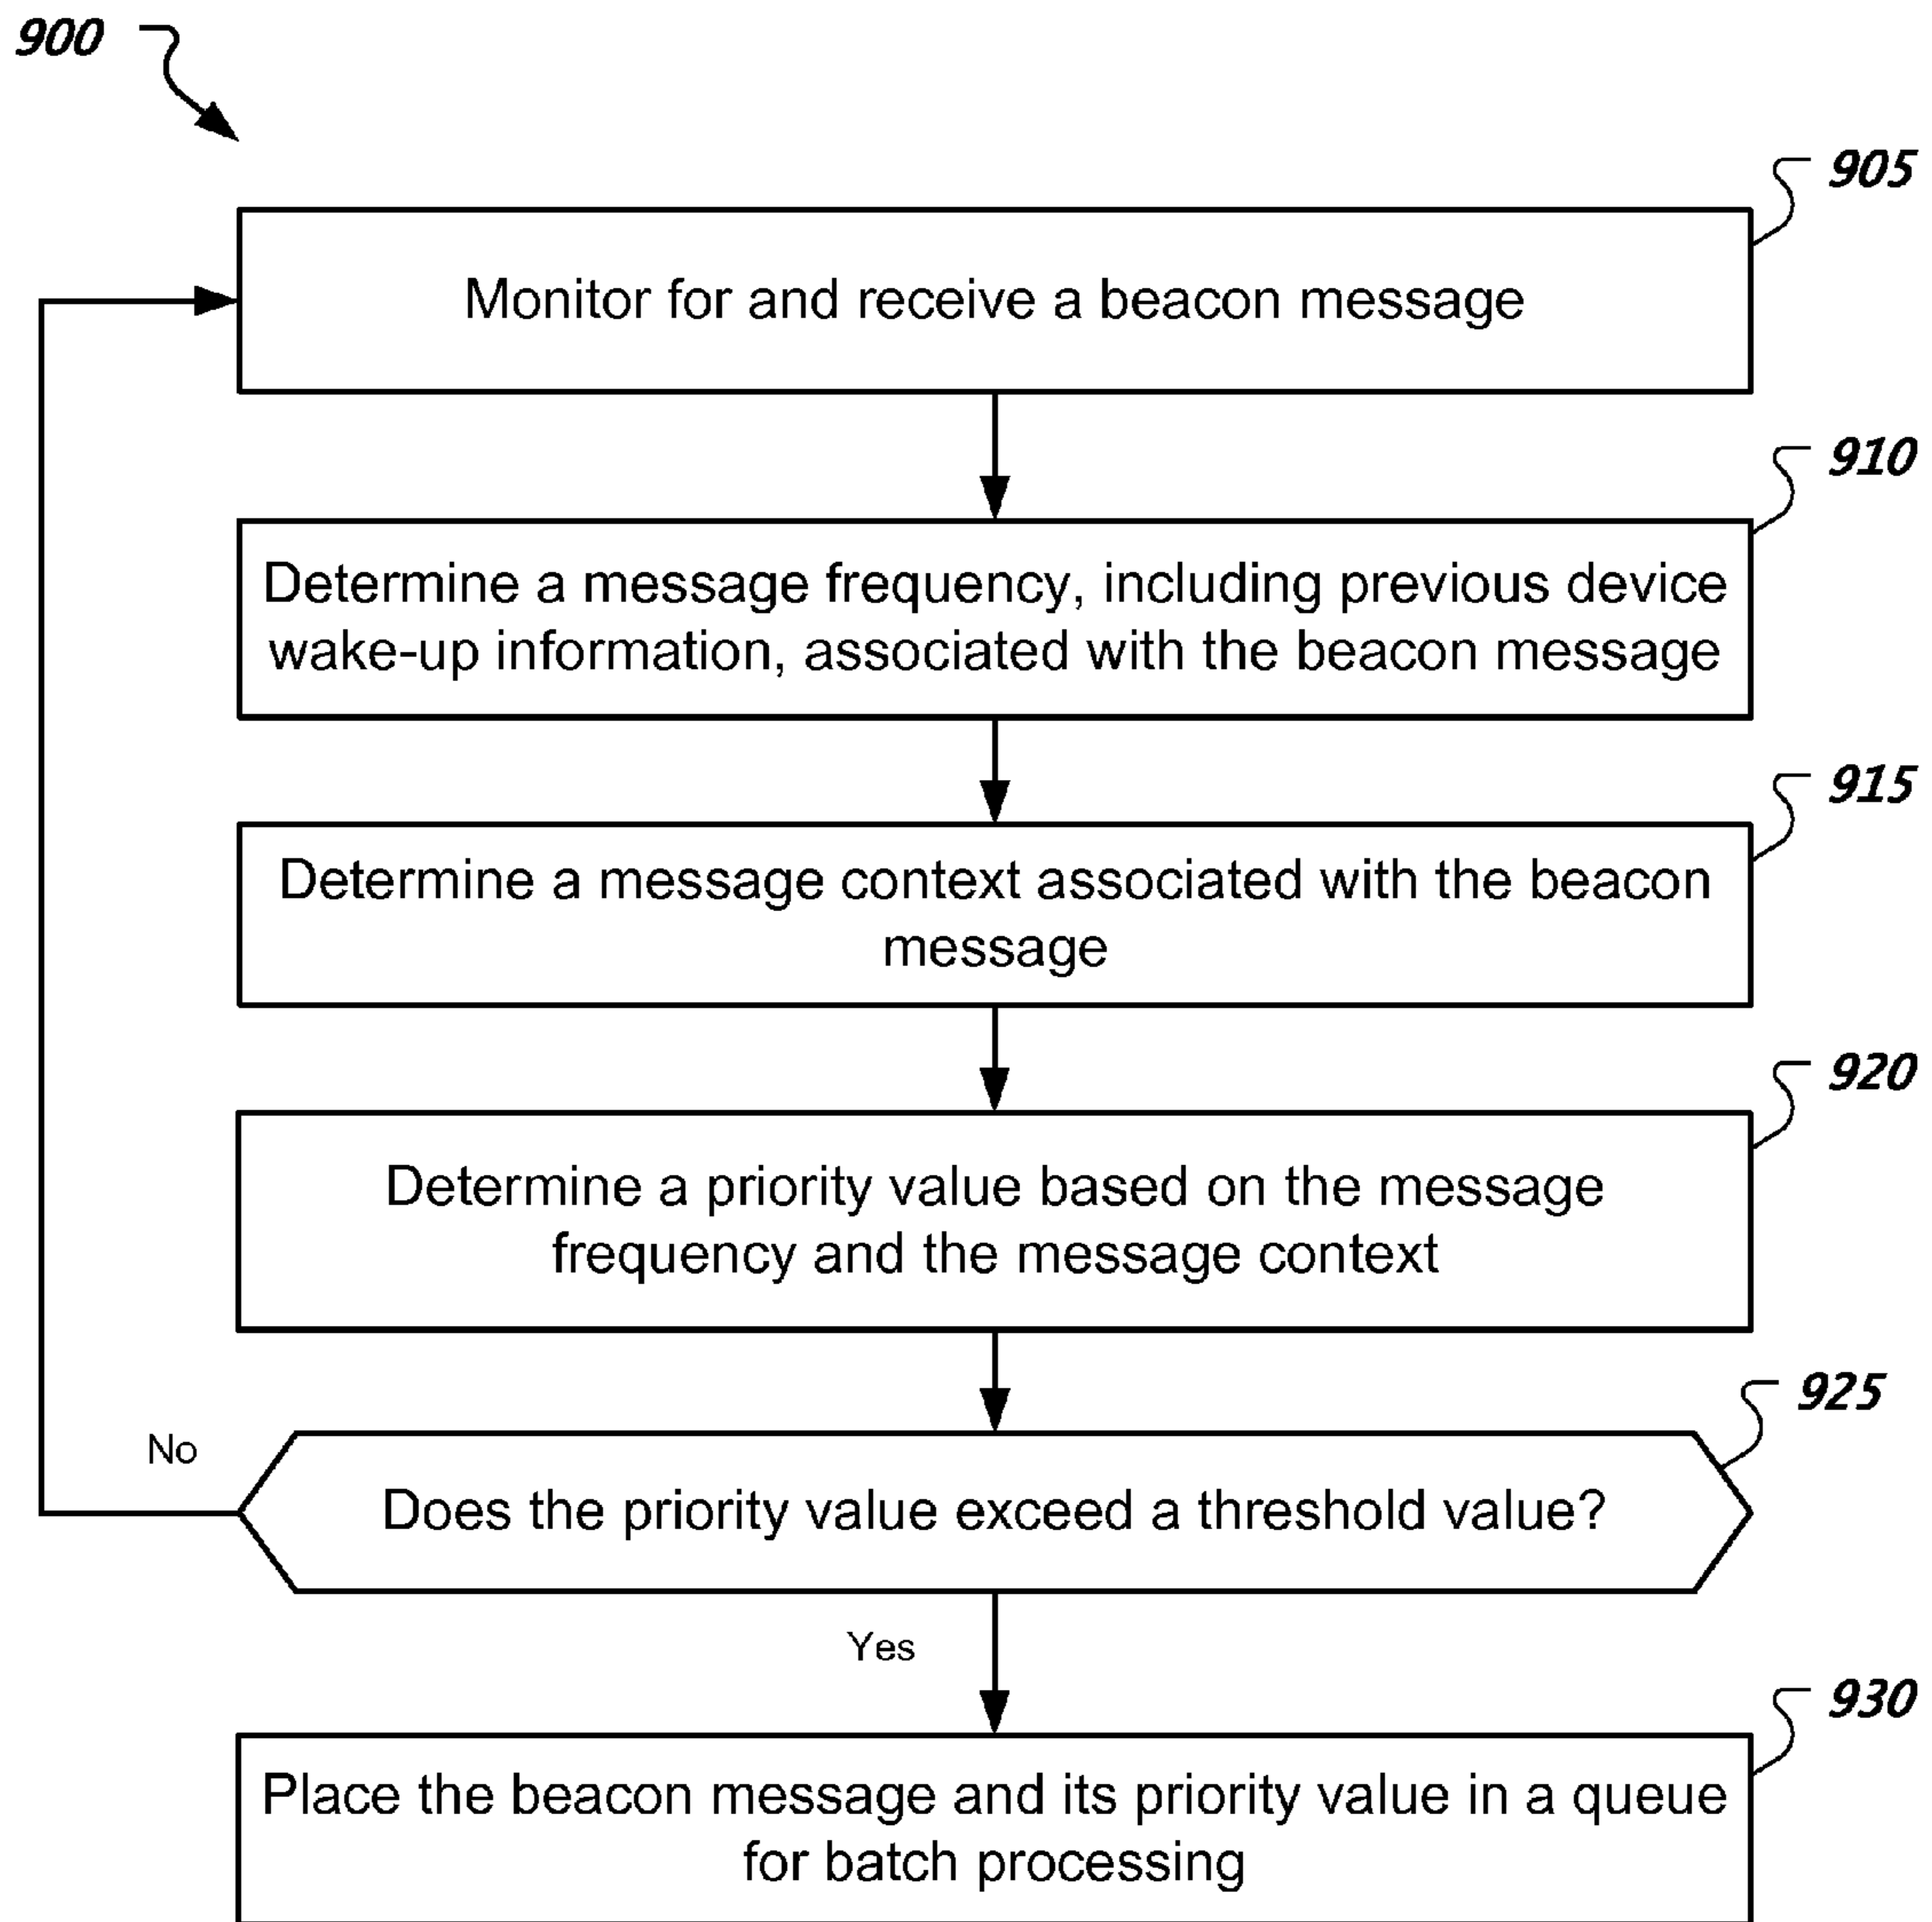 900
905
Monitor for and receive a beacon message
910
Determine a message frequency, including previous device
wake-up information, associated with the beacon message
915
Determine a message context associated with the beacon
message
920
Determine a priority value based on the message
frequency and the message context
925
No
Does the priority value exceed a threshold value?
Yes
930
Place the beacon message and its priority value in a queue
for batch processing